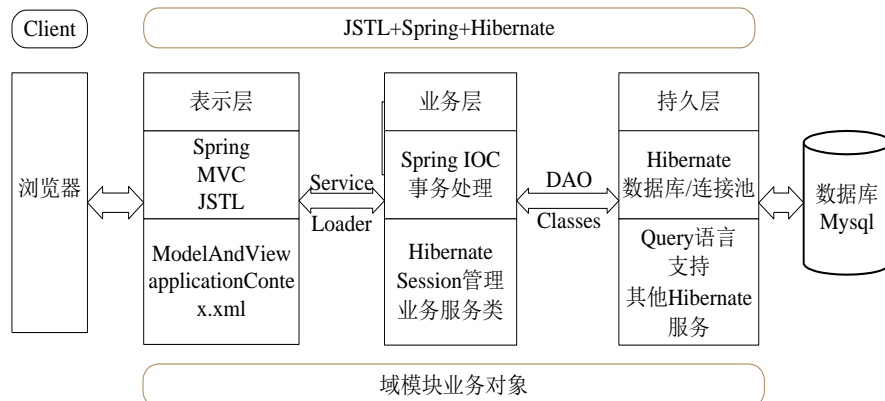 Client
JSTL+Spring+Hibernate
浏览器
表示层
Spring
MVC
JSTL
ModelAndView
applicationConte
x.xml
Service
Loader
业务层
Spring IOC
事务处理
Hibernate
Session管理
业务服务类
DAO
Classes
持久层
Hibernate
数据库/连接池
Query语言
支持
其他Hibernate
服务
数据库
Mysql
域模块业务对象